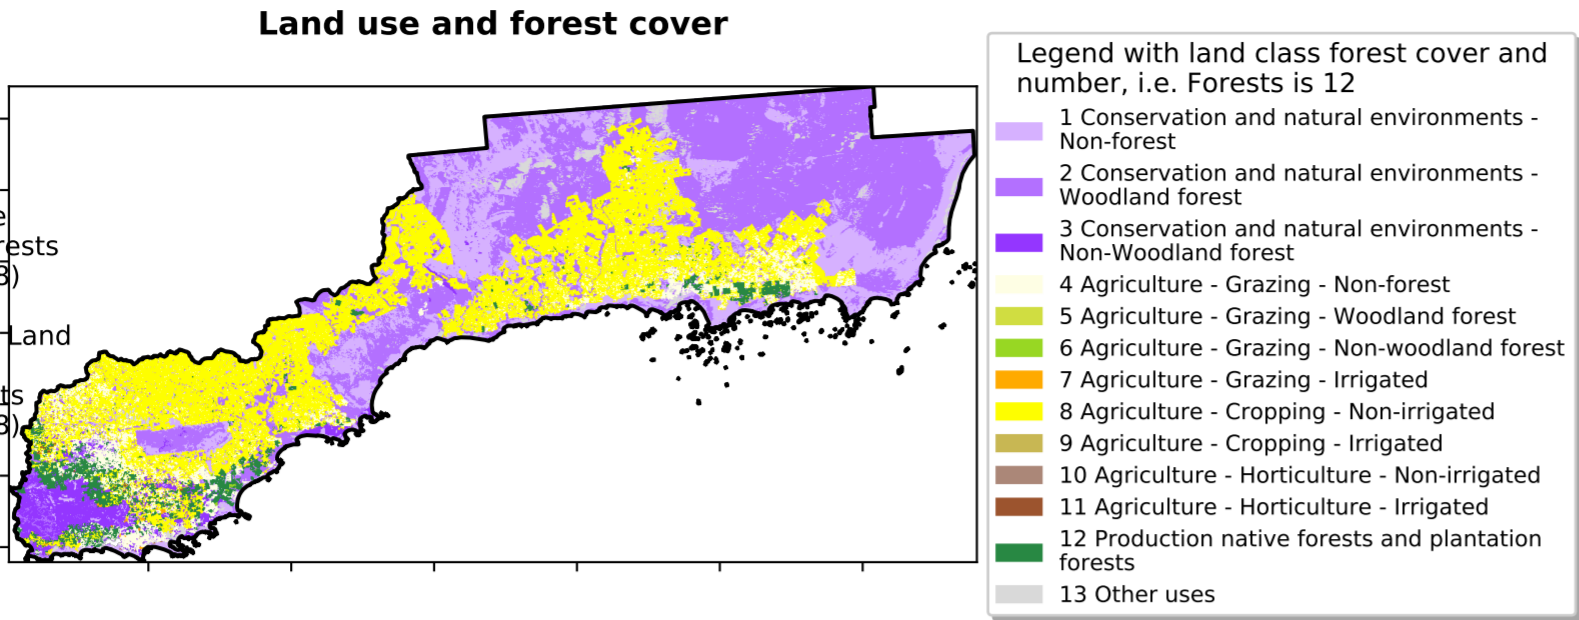 Land use and forest cover
Legend with land class forest cover and
number, i.e. Forests is 12
1 Conservation and natural environments -
Non-forest
2 Conservation and natural environments -
Woodland forest
3 Conservation and natural environments -
Non-Woodland forest
4 Agriculture - Grazing - Non-forest
5 Agriculture - Grazing - Woodland forest
6 Agriculture - Grazing - Non-woodland forest
7 Agriculture - Grazing - Irrigated
8 Agriculture - Cropping - Non-irrigated
9 Agriculture - Cropping - Irrigated
10 Agriculture - Horticulture - Non-irrigated
11 Agriculture - Horticulture - Irrigated
12 Production native forests and plantation
forests
13 Other uses
Land